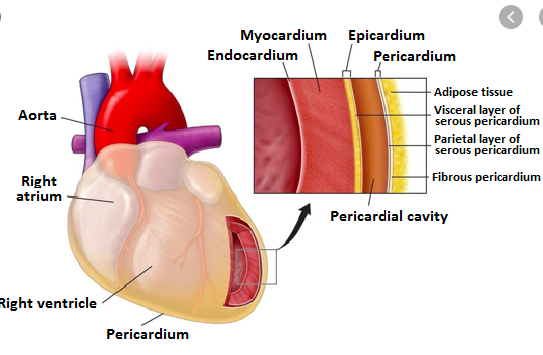 Myocardium
Epicardium
Endocardium
Pericardium
Adipose tissue
Visceral layer of
serous pericardium
Parietal layer of
serous pericardium
Fibrous pericardium
Pericardial cavity
Aorta
Right
atrium
Right ventricle
Pericardium